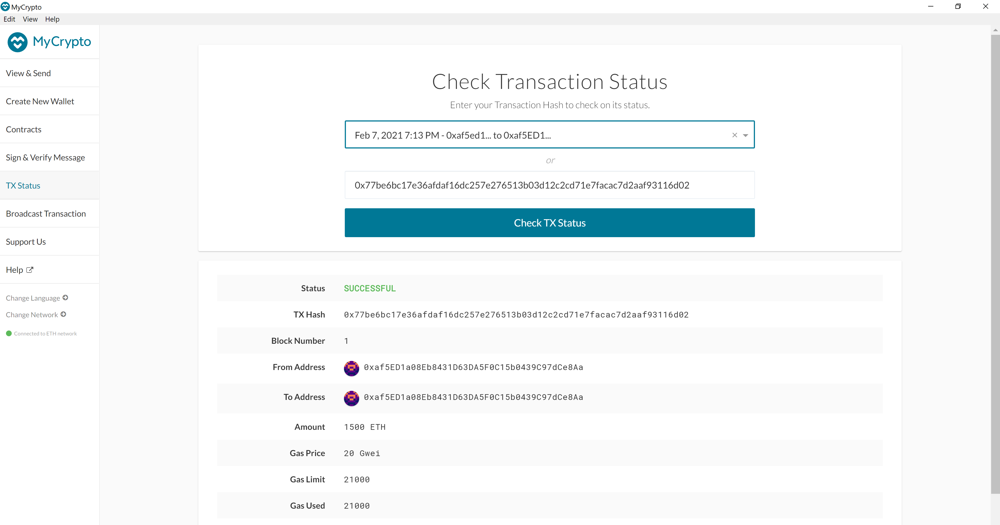 MyCrypto
Edit View Help
MyCrypto
View & Send
Create New Wallet
Contracts
Sign & Verify Message
TX Status
Broadcast Transaction
Support Us
Help
Change Language
Change Network
Connected to ETH network
Check Transaction Status
Enter your Transaction Hash to check on its status.
Feb 7, 2021 7:13 PM - 0xaf5ed1... to 0xaf5ED1...
or
0x77be6bc17e36afdaf16dc257e276513b03d12c2cd71e7facac7d2aaf93116d02
Check TX Status
Status SUCCESSFUL
TX Hash 0x77be6bc17e36afdaf16dc257e276513b03d12c2cd71e7facac7d2aaf93116d02
Block Number 1
From Address 0xaf5ED1a08Eb8431D63DA5F0C15b0439C97dCe8Aa
To Address 0xaf5ED1a08Eb8431D63DA5F0C15b0439C97dCe8Aa
Amount 1500 ETH
Gas Price 20 Gwei
Gas Limit 21000
Gas Used 21000